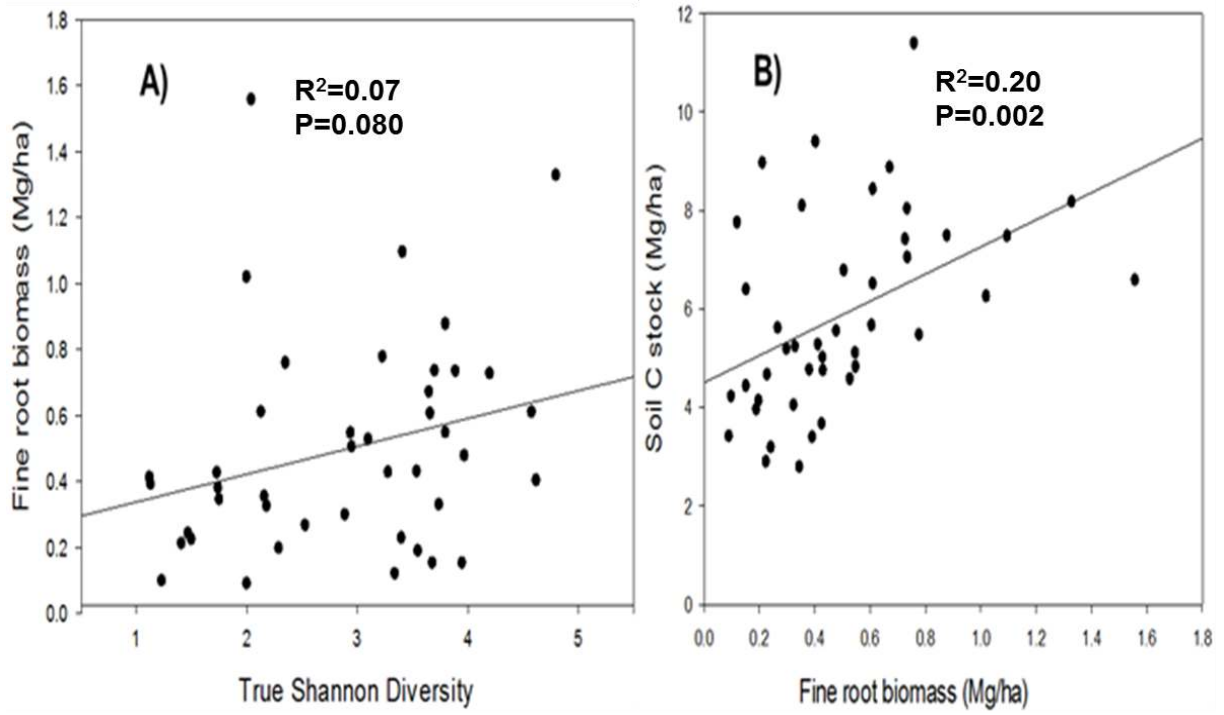 A)
R²=0.07
P=0.080
Fine root biomass (Mg/ha)
1.8
1.6
1.4
1.2
1.0
0.8
0.6
0.4
0.2
0.0
1 2 3 4 5
True Shannon Diversity
B)
R²=0.20
P=0.002
Soil C stock (Mg/ha)
12
10
8
6
4
2
0
0.0 0.2 0.4 0.6 0.8 1.0 1.2 1.4 1.6 1.8
Fine root biomass (Mg/ha)